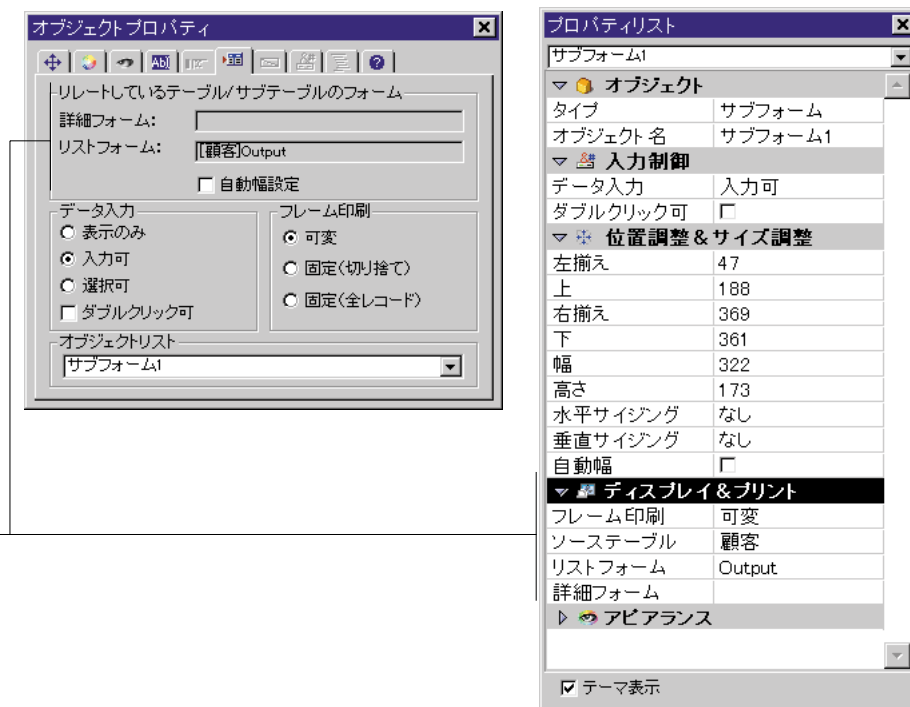 オブジェクトプロパティ
Ab
リレートしているテーブル/サブテーブルのフォーム
詳細フォーム:
リストフォーム: [顧客]Output
自動幅設定
データ入力
表示のみ
入力可
選択可
ダブルクリック可
フレーム印刷
可変
固定(切り捨て)
固定(全レコード)
オブジェクトリスト
サブフォーム1
プロパティリスト
サブフォーム1
オブジェクト
タイプ サブフォーム
オブジェクト名 サブフォーム1
入力制御
データ入力 入力可
ダブルクリック可
位置調整&サイズ調整
左揃え 47
上 188
右揃え 369
下 361
幅 322
高さ 173
水平サイジング なし
垂直サイジング なし
自動幅
ディスプレイ&プリント
フレーム印刷 可変
ソーステーブル 顧客
リストフォーム Output
詳細フォーム
アピアランス
テーマ表示